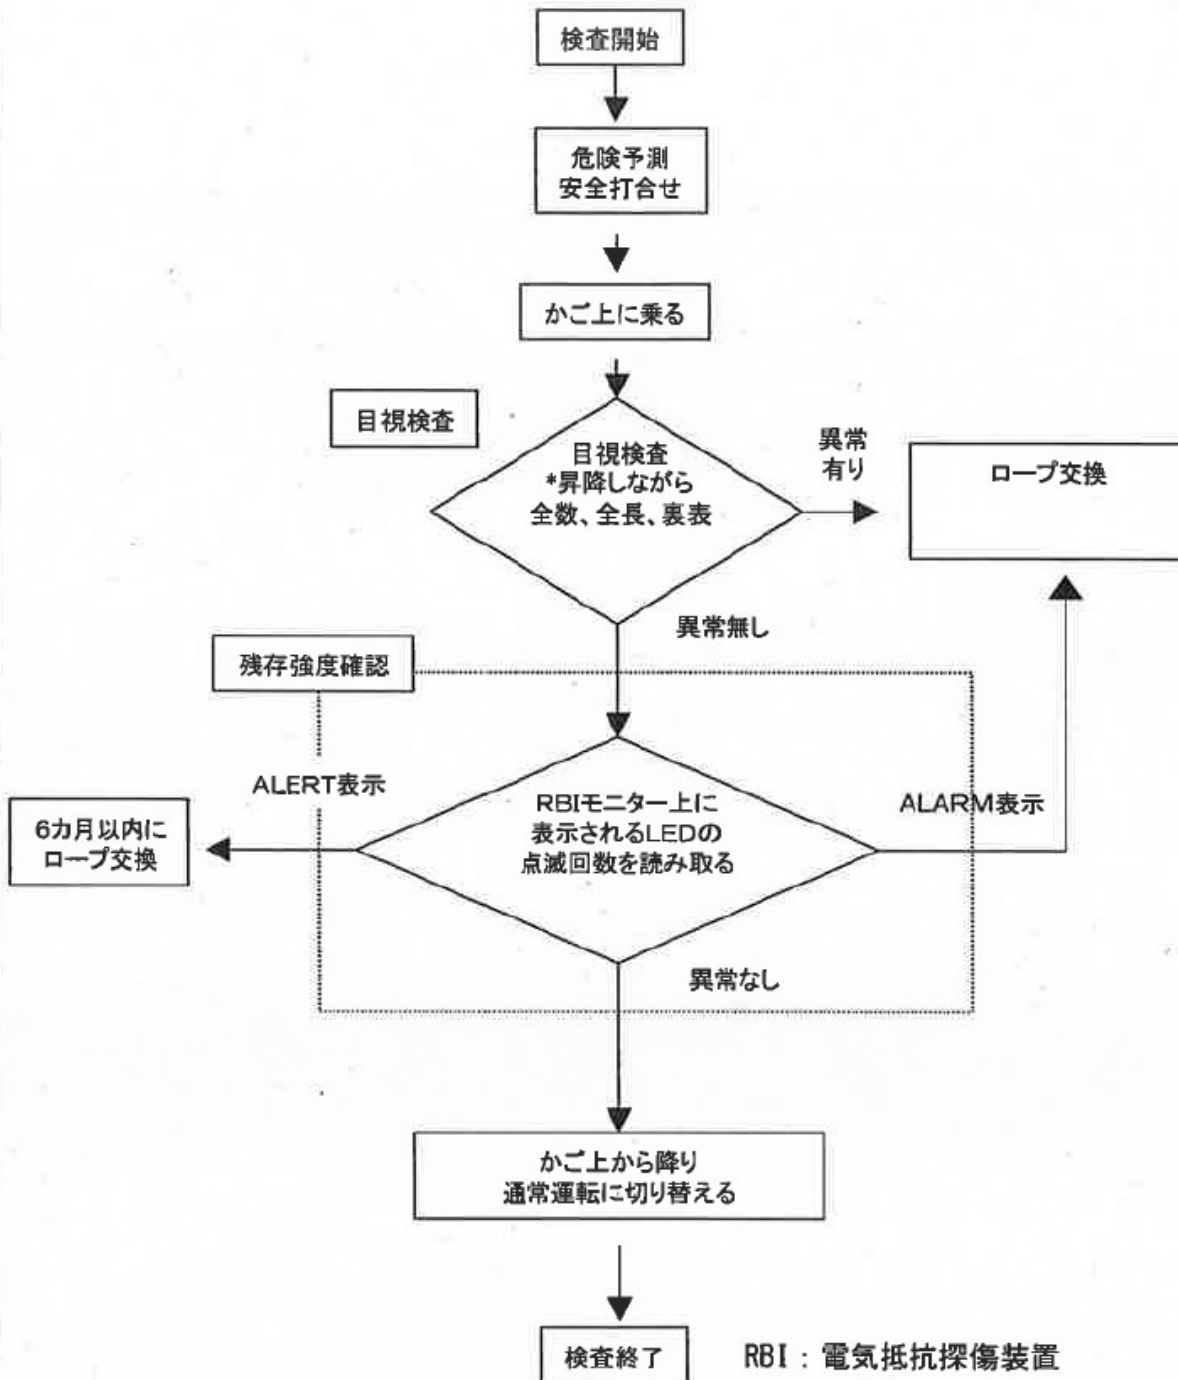 検査開始
危険予測
安全打合せ
かご上に乗る
目視検査
目視検査
*昇降しながら
全数、全長、裏表
異常
有り
ロープ交換
異常無し
残存強度確認
ALERT表示
RBIモニター上に
表示されるLEDの
点滅回数を読み取る
ALARM表示
6カ月以内に
ロープ交換
異常なし
かご上から降り
通常運転に切り替える
検査終了
RBI：電気抵抗探傷装置